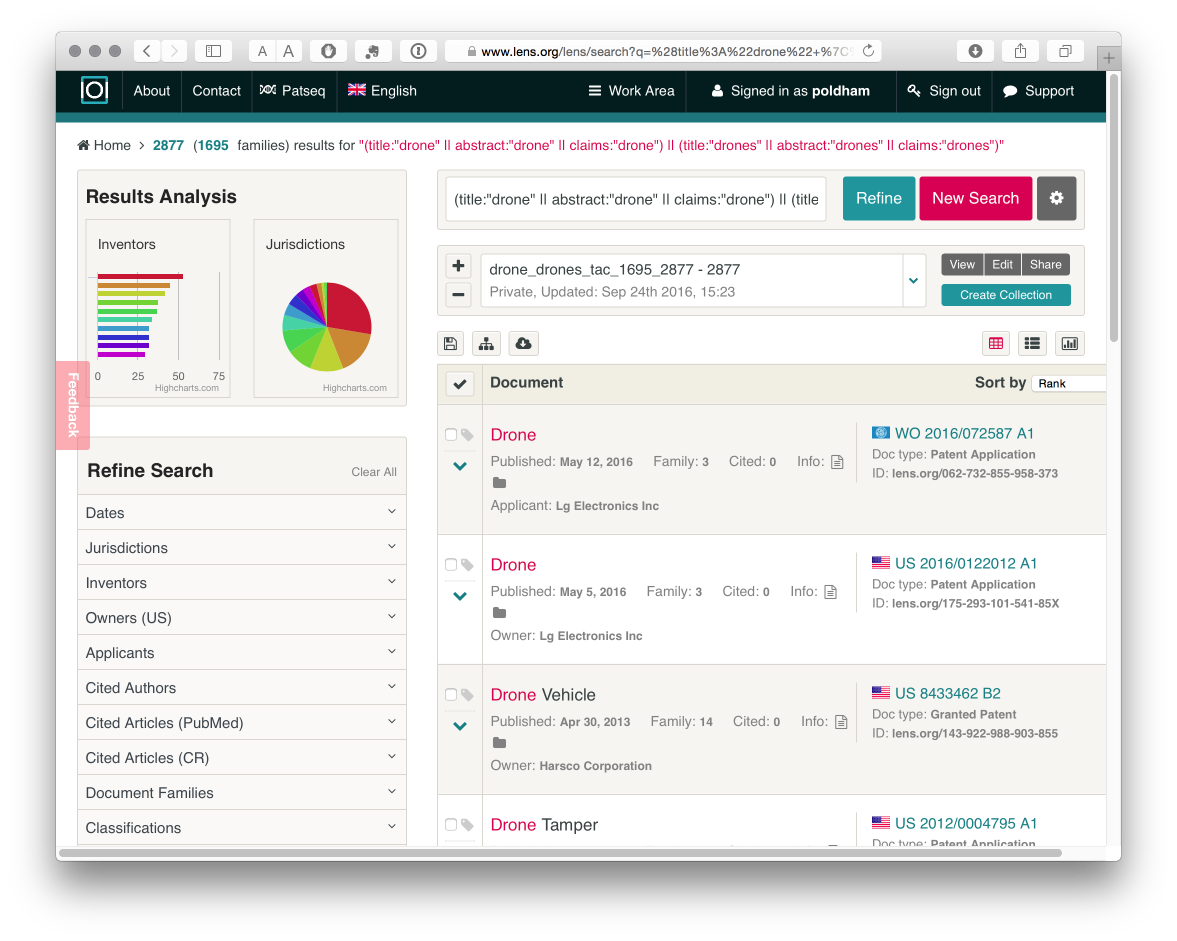 A A
www.lens.org/lens/search?q=%28title%3A%22drone%22+%7C%
About Contact Patseq English Work Area Signed in as poldham Sign out Support
Home > 2877 (1695 families) results for "(title:"drone" || abstract:"drone" || claims:"drone") || (title:"drones" || abstract:"drones" || claims:"drones")"
Results Analysis
Inventors
0 25 50 75
Highcharts.com
Jurisdictions
Highcharts.com
Feedback
Refine Search Clear All
Dates
Jurisdictions
Inventors
Owners (US)
Applicants
Cited Authors
Cited Articles (PubMed)
Cited Articles (CR)
Document Families
Classifications
(title:"drone" || abstract:"drone" || claims:"drone") || (title Refine New Search
drone_drones_tac_1695_2877 - 2877
Private, Updated: Sep 24th 2016, 15:23
View Edit Share
Create Collection
Document Sort by Rank
Drone
Published: May 12, 2016 Family: 3 Cited: 0 Info:
Applicant: Lg Electronics Inc
WO 2016/072587 A1
Doc type: Patent Application
ID: lens.org/062-732-855-958-373
Drone
Published: May 5, 2016 Family: 3 Cited: 0 Info:
Owner: Lg Electronics Inc
US 2016/0122012 A1
Doc type: Patent Application
ID: lens.org/175-293-101-541-85X
Drone Vehicle
Published: Apr 30, 2013 Family: 14 Cited: 0 Info:
Owner: Harsco Corporation
US 8433462 B2
Doc type: Granted Patent
ID: lens.org/143-922-988-903-855
Drone Tamper
US 2012/0004795 A1
Doc type: Patent Application